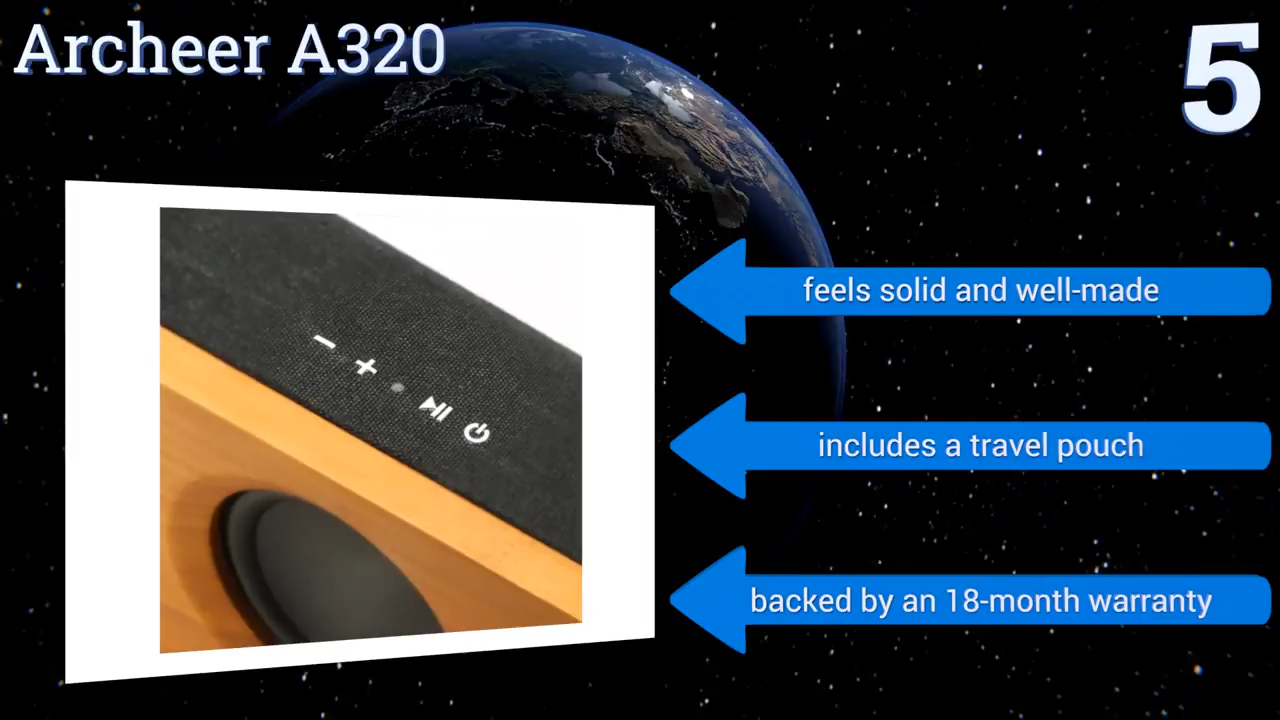 Archeer A320
5
feels solid and well-made
includes a travel pouch
backed by an 18-month warranty